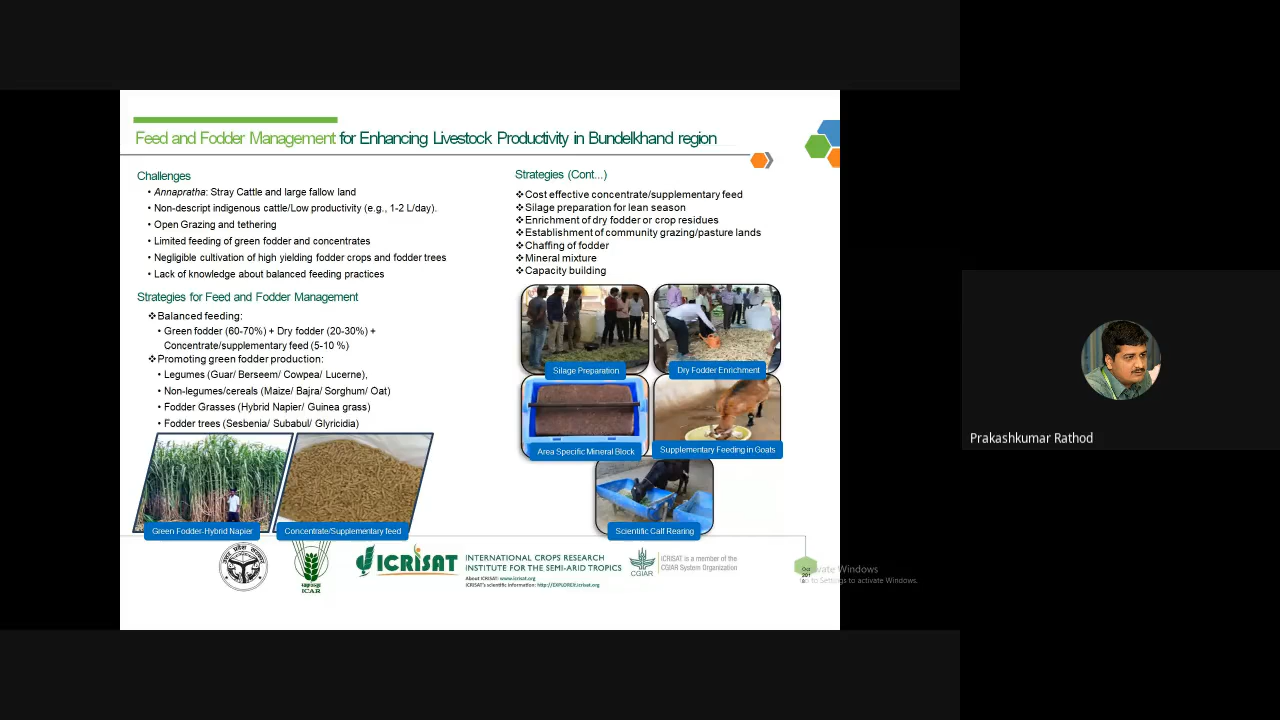 Feed and Fodder Management for Enhancing Livestock Productivity in Bundelkhand region
Challenges
• Annapratha: Stray Cattle and large fallow land
• Non-descript indigenous cattle/Low productivity (e.g., 1-2 L/day).
• Open Grazing and tethering
• Limited feeding of green fodder and concentrates
• Negligible cultivation of high yielding fodder crops and fodder trees
• Lack of knowledge about balanced feeding practices
Strategies for Feed and Fodder Management
❖Balanced feeding:
• Green fodder (60-70%) + Dry fodder (20-30%) +
Concentrate/supplementary feed (5-10 %)
❖Promoting green fodder production:
• Legumes (Guar/ Berseem/ Cowpea/ Lucerne),
• Non-legumes/cereals (Maize/ Bajra/ Sorghum/ Oat)
• Fodder Grasses (Hybrid Napier/ Guinea grass)
• Fodder trees (Sesbenia/ Subabul/ Glyricidia)
Green Fodder-Hybrid Napier
Concentrate/Supplementary feed
Strategies (Cont...)
❖Cost effective concentrate/supplementary feed
❖Silage preparation for lean season
❖Enrichment of dry fodder or crop residues
❖Establishment of community grazing/pasture lands
❖Chaffing of fodder
❖Mineral mixture
❖Capacity building
Silage Preparation
Dry Fodder Enrichment
Area Specific Mineral Block
Supplementary Feeding in Goats
Scientific Calf Rearing
ICAR
ICRISAT
INTERNATIONAL CROPS RESEARCH
INSTITUTE FOR THE SEMI-ARID TROPICS
About ICRISAT: www.icrisat.org
ICRISAT's scientific information: http://EXPLOREit.icrisat.org
CGIAR
ICRISAT is a member of the
CGIAR System Organization
Oct
201
to Settings to activate Windows.
Prakashkumar Rathod